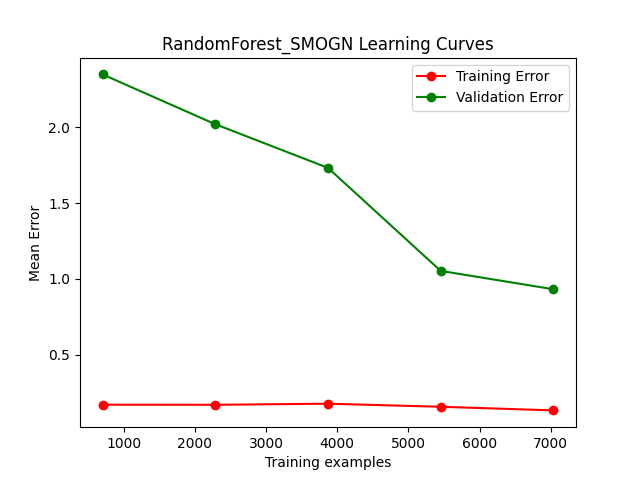 RandomForest_SMOGN Learning Curves
Training Error
Validation Error
Mean Error
2.0
1.5
1.0
0.5
1000 2000 3000 4000 5000 6000 7000
Training examples